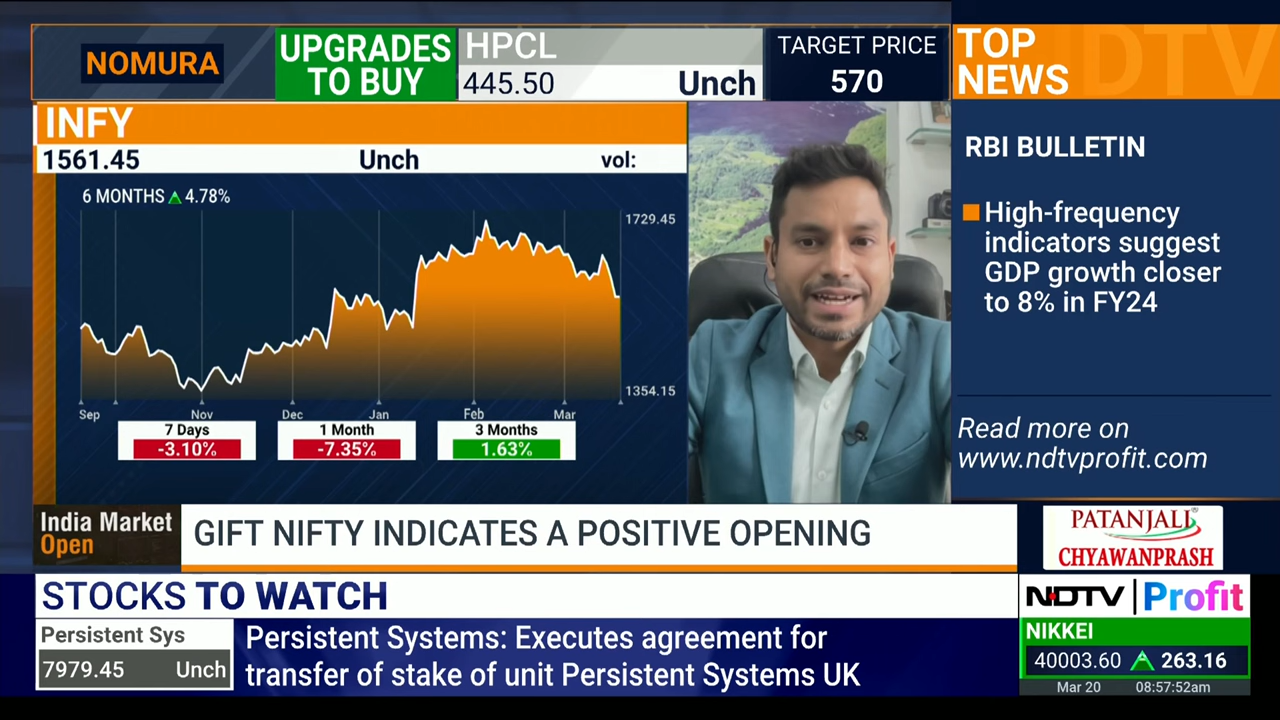 NOMURA
UPGRADES
TO BUY
HPCL
445.50 Unch
TARGET PRICE
570
TOP
NEWS
NDTV
INFY
1561.45 Unch vol:
6 MONTHS ▲ 4.78%
1729.45
1354.15
Sep Nov Dec Jan Feb Mar
7 Days
-3.10%
1 Month
-7.35%
3 Months
1.63%
RBI BULLETIN
High-frequency
indicators suggest
GDP growth closer
to 8% in FY24
Read more on
www.ndtvprofit.com
India Market
Open
GIFT NIFTY INDICATES A POSITIVE OPENING
PATANJALI®
CHYAWANPRASH
STOCKS TO WATCH
Persistent Sys
7979.45 Unch
Persistent Systems: Executes agreement for
transfer of stake of unit Persistent Systems UK
NDTV Profit
NIKKEI
40003.60 ▲ 263.16
Mar 20 08:57:52am